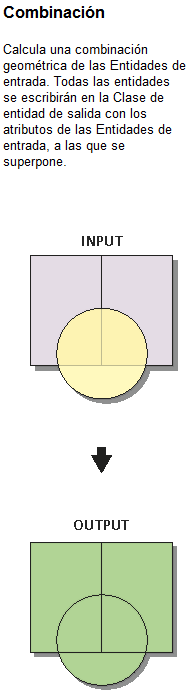 Combinación
Calcula una combinación
geométrica de las Entidades de
entrada. Todas las entidades
se escribirán en la Clase de
entidad de salida con los
atributos de las Entidades de
entrada, a las que se
superpone.
INPUT
OUTPUT